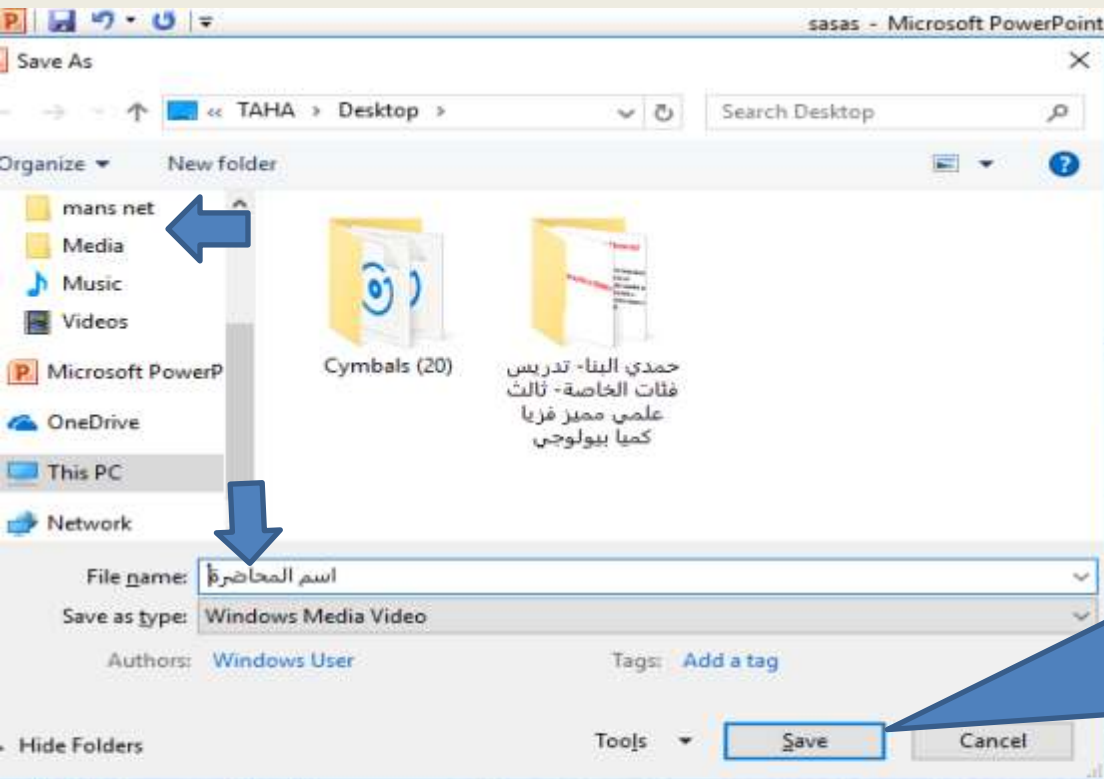 P
sasas - Microsoft PowerPoint
Save As
« TAHA > Desktop >
Search Desktop
Organize
New folder
mans net
Media
Music
Videos
Microsoft PowerP
OneDrive
This PC
Network
Cymbals (20)
حمدي البنا- تدريس
فئات الخاصة- ثالث
علمي مميز فزيا
كميا بيولوجي
File name: اسم المحاضرة
Save as type: Windows Media Video
Authors: Windows User
Tags: Add a tag
Hide Folders
Tools
Save
Cancel